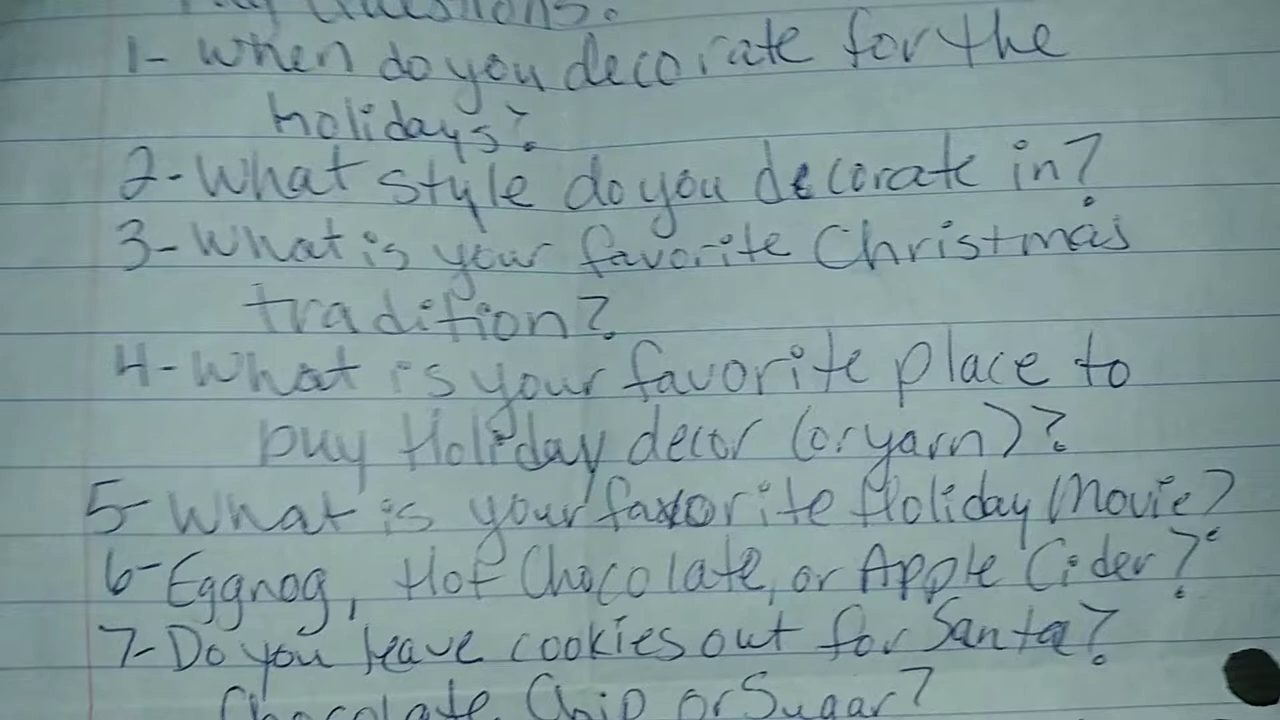 Questions.
1- When do you decorate for the
holidays?
2- What style do you decorate in?
3- What is your favorite Christmas
tradition?
4- What is your favorite place to
buy Holiday decor (or yarn)?
5- What is your favorite Holiday Movie?
6- Eggnog, Hot Chocolate, or Apple Cider?
7- Do you leave cookies out for Santa?
Chocolate Chip or Sugar?